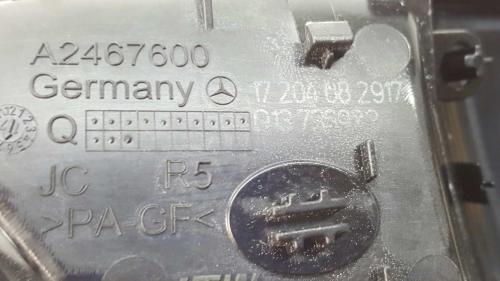 A2467600
Germany
17 204 08 2917
Q
JC R5
>PA-GF<